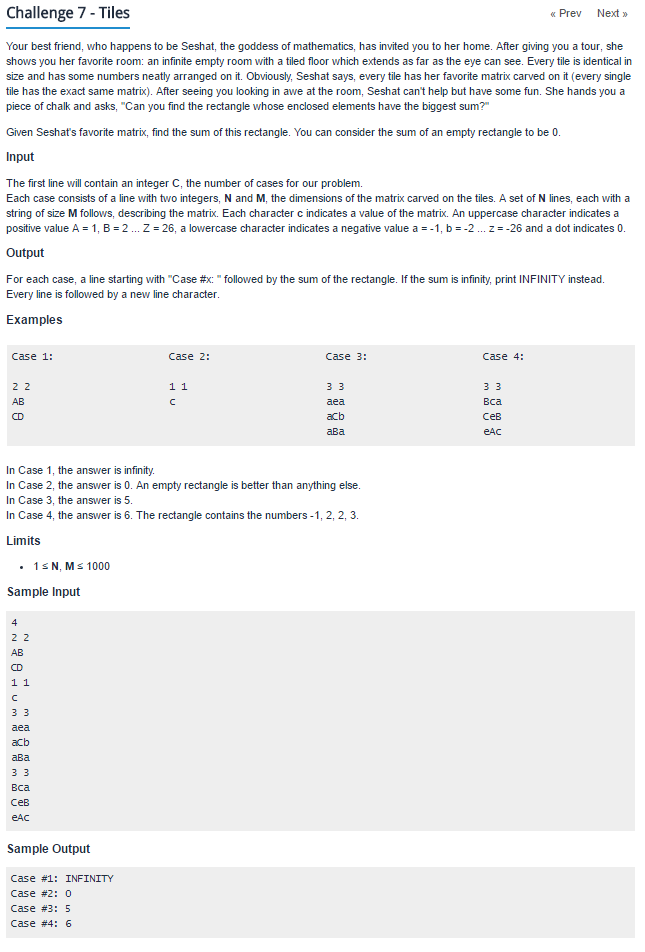 Challenge 7 - Tiles
« Prev Next »
Your best friend, who happens to be Seshat, the goddess of mathematics, has invited you to her home. After giving you a tour, she
shows you her favorite room: an infinite empty room with a tiled floor which extends as far as the eye can see. Every tile is identical in
size and has some numbers neatly arranged on it. Obviously, Seshat says, every tile has her favorite matrix carved on it (every single
tile has the exact same matrix). After seeing you looking in awe at the room, Seshat can't help but have some fun. She hands you a
piece of chalk and asks, "Can you find the rectangle whose enclosed elements have the biggest sum?"
Given Seshat's favorite matrix, find the sum of this rectangle. You can consider the sum of an empty rectangle to be 0.
Input
The first line will contain an integer C, the number of cases for our problem.
Each case consists of a line with two integers, N and M, the dimensions of the matrix carved on the tiles. A set of N lines, each with a
string of size M follows, describing the matrix. Each character c indicates a value of the matrix. An uppercase character indicates a
positive value A = 1, B = 2 ... Z = 26, a lowercase character indicates a negative value a = -1, b = -2 ... z = -26 and a dot indicates 0.
Output
For each case, a line starting with "Case #x: " followed by the sum of the rectangle. If the sum is infinity, print INFINITY instead.
Every line is followed by a new line character.
Examples
Case 1: Case 2: Case 3: Case 4:
2 2 1 1 3 3 3 3
AB c aea Bca
CD aCb CeB
aBa eAc
In Case 1, the answer is infinity.
In Case 2, the answer is 0. An empty rectangle is better than anything else.
In Case 3, the answer is 5.
In Case 4, the answer is 6. The rectangle contains the numbers -1, 2, 2, 3.
Limits
• 1 ≤ N, M ≤ 1000
Sample Input
4
2 2
AB
CD
1 1
c
3 3
aea
aCb
aBa
3 3
Bca
CeB
eAc
Sample Output
Case #1: INFINITY
Case #2: 0
Case #3: 5
Case #4: 6